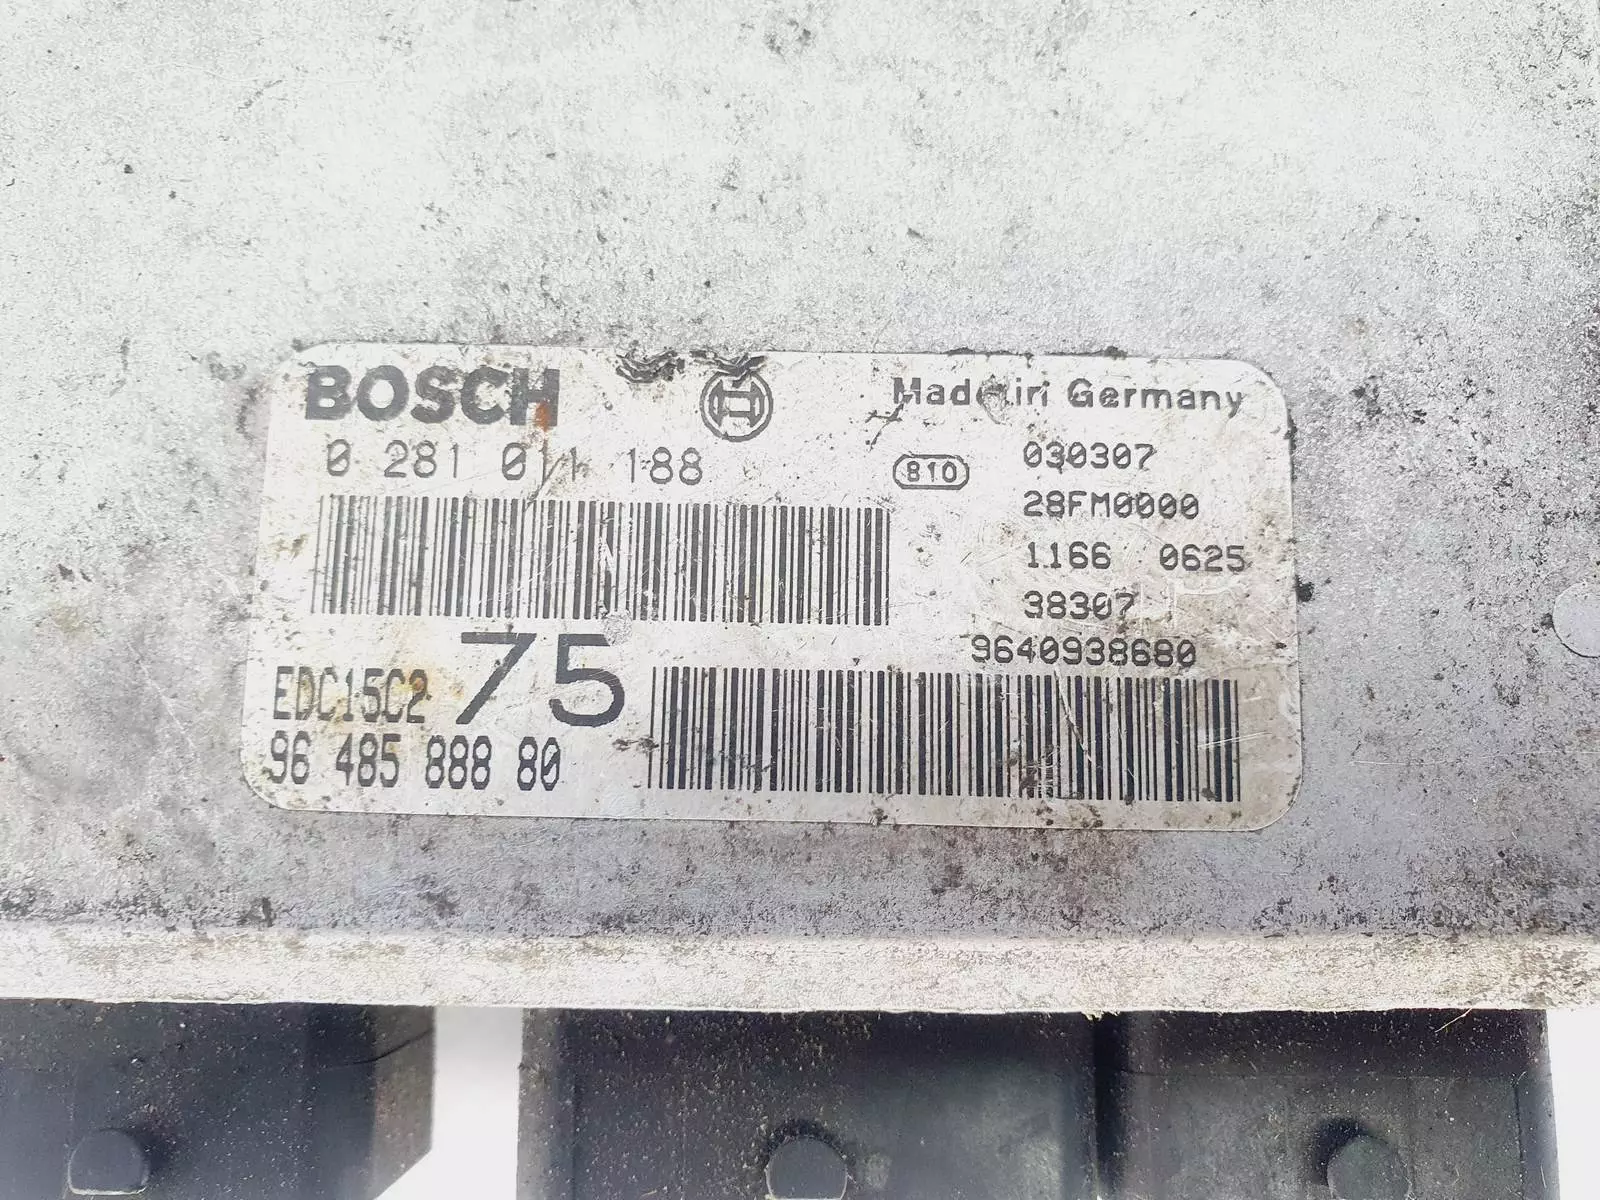 BOSCH
Made in Germany
0 281 011 188
810
030307
28FM0000
1166 0625
38307
9640938680
EDC15C2
75
96 485 888 80